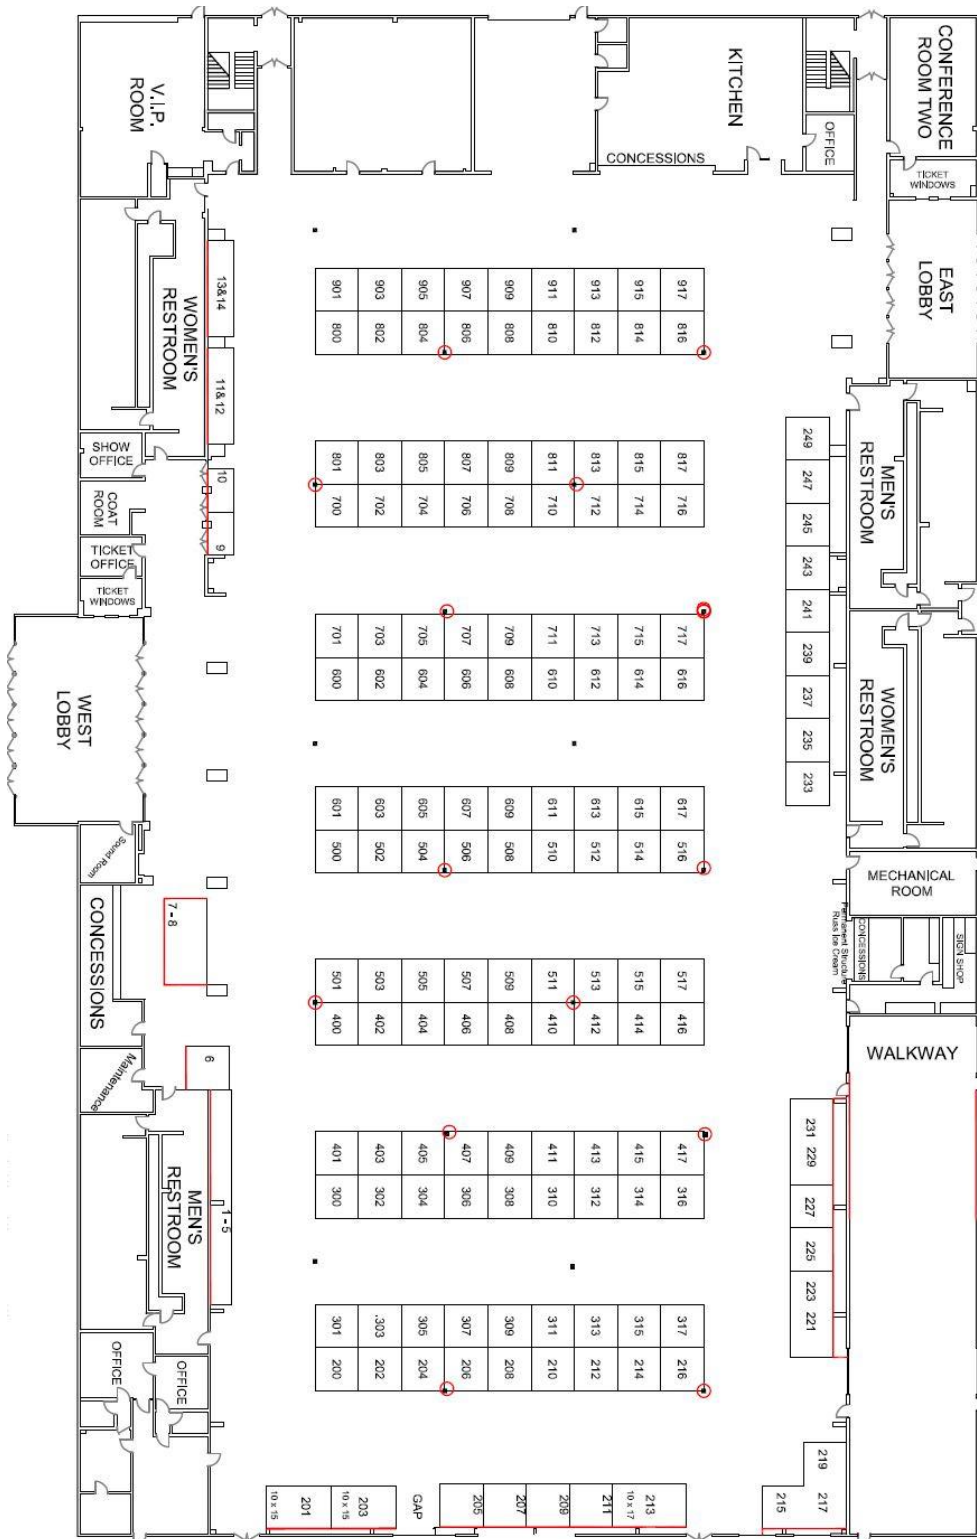 V.I.P.
ROOM
KITCHEN
CONCESSIONS
OFFICE
CONFERENCE
ROOM TWO
TICKET
WINDOWS
EAST
LOBBY
WOMEN'S
RESTROOM
13&14
11&12
10
9
901 903 905 907 909 911 913 915 917
800 802 804 806 808 810 812 814 816
801 803 805 807 809 811 813 815 817
700 702 704 706 708 710 712 714 716
249
247
245
243
241
239
237
235
233
MEN'S
RESTROOM
SHOW
OFFICE
COAT
ROOM
TICKET
OFFICE
TICKET
WINDOWS
WEST
LOBBY
701 703 705 707 709 711 713 715 717
600 602 604 606 608 610 612 614 616
WOMEN'S
RESTROOM
601 603 605 607 609 611 613 615 617
500 502 504 506 508 510 512 514 516
Sound Room
CONCESSIONS
7 - 8
MECHANICAL
ROOM
Permanent Structure
Russ Ice Cream
CONCESSIONS
SIGN SHOP
501 503 505 507 509 511 513 515 517
400 402 404 406 408 410 412 414 416
6
Maintenance
WALKWAY
MEN'S
RESTROOM
1 - 5
401 403 405 407 409 411 413 415 417
300 302 304 306 308 310 312 314 316
231 229
227
225
223 221
301 .303 305 307 309 311 313 315 317
200 202 204 206 208 210 212 214 216
OFFICE
OFFICE
219
217
215
10 x 15
201
10 x 15
203
GAP
205
207
209
211
10 x 17
213